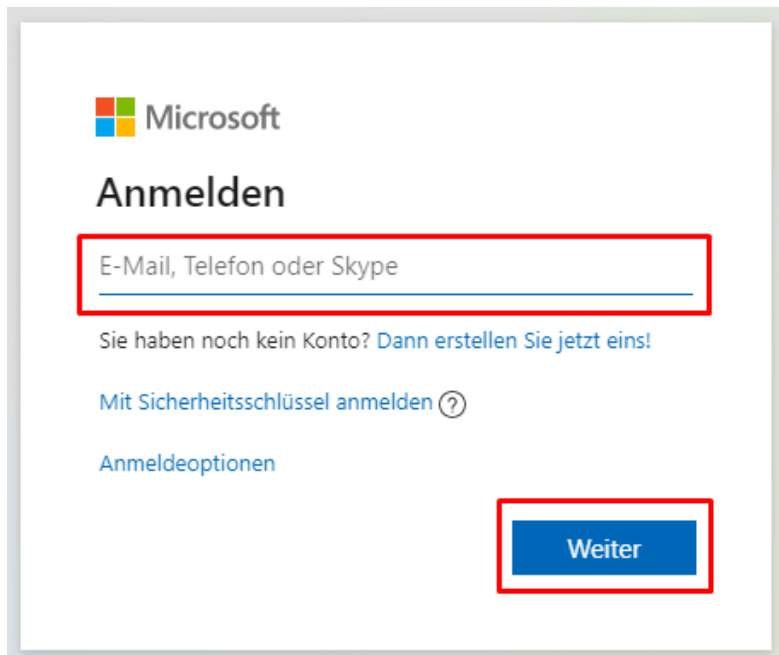 Microsoft
Anmelden
E-Mail, Telefon oder Skype
Sie haben noch kein Konto? Dann erstellen Sie jetzt eins!
Mit Sicherheitsschlüssel anmelden ?
Anmeldeoptionen
Weiter